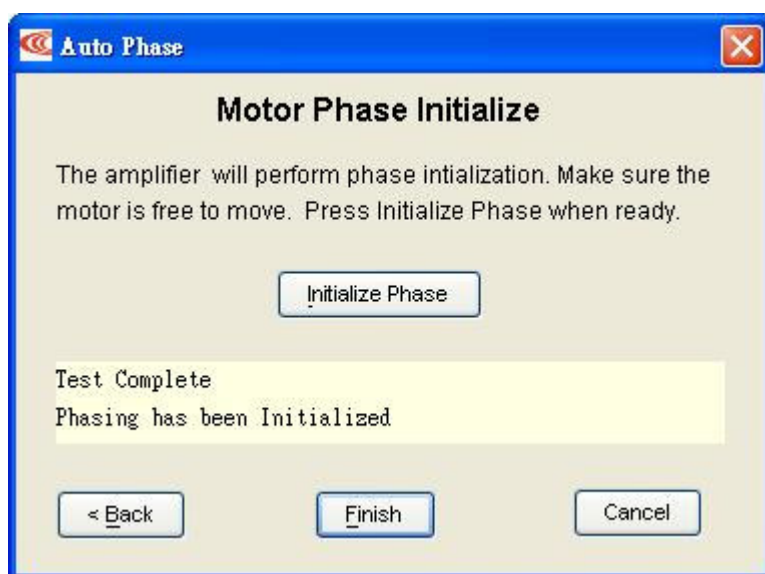 Auto Phase
Motor Phase Initialize
The amplifier will perform phase intialization. Make sure the
motor is free to move. Press Initialize Phase when ready.
Initialize Phase
Test Complete
Phasing has been Initialized
< Back
Finish
Cancel